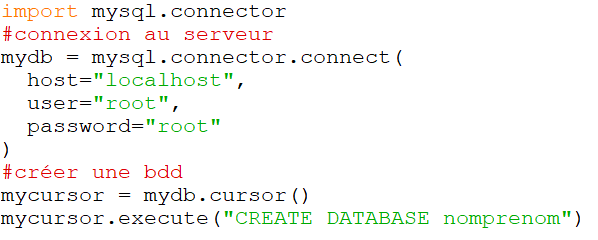 import mysql.connector
#connexion au serveur
mydb = mysql.connector.connect(
  host="localhost",
  user="root",
  password="root"
)
#créer une bdd
mycursor = mydb.cursor()
mycursor.execute("CREATE DATABASE nomprenom")